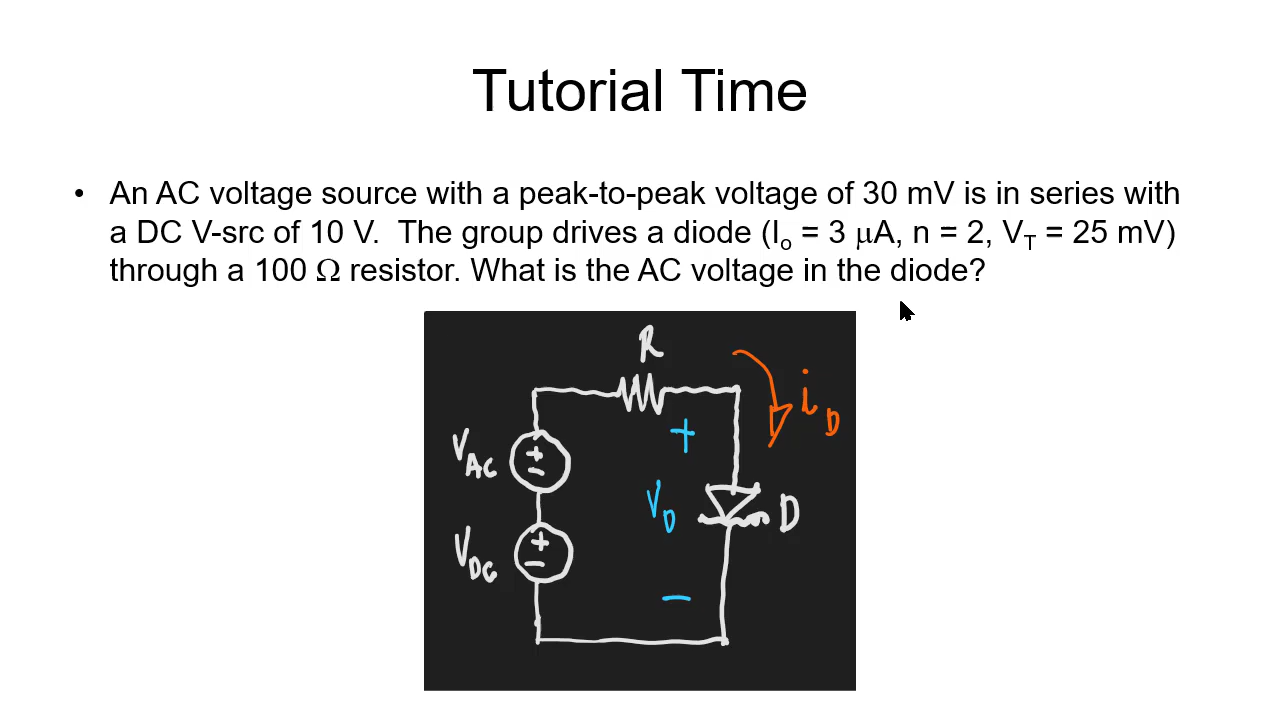 Tutorial Time
• An AC voltage source with a peak-to-peak voltage of 30 mV is in series with
a DC V-src of 10 V.  The group drives a diode (Io = 3 μA, n = 2, VT = 25 mV)
through a 100 Ω resistor. What is the AC voltage in the diode?
R
iD
+
VAC
+
−
VD
D
VDC
+
−
−